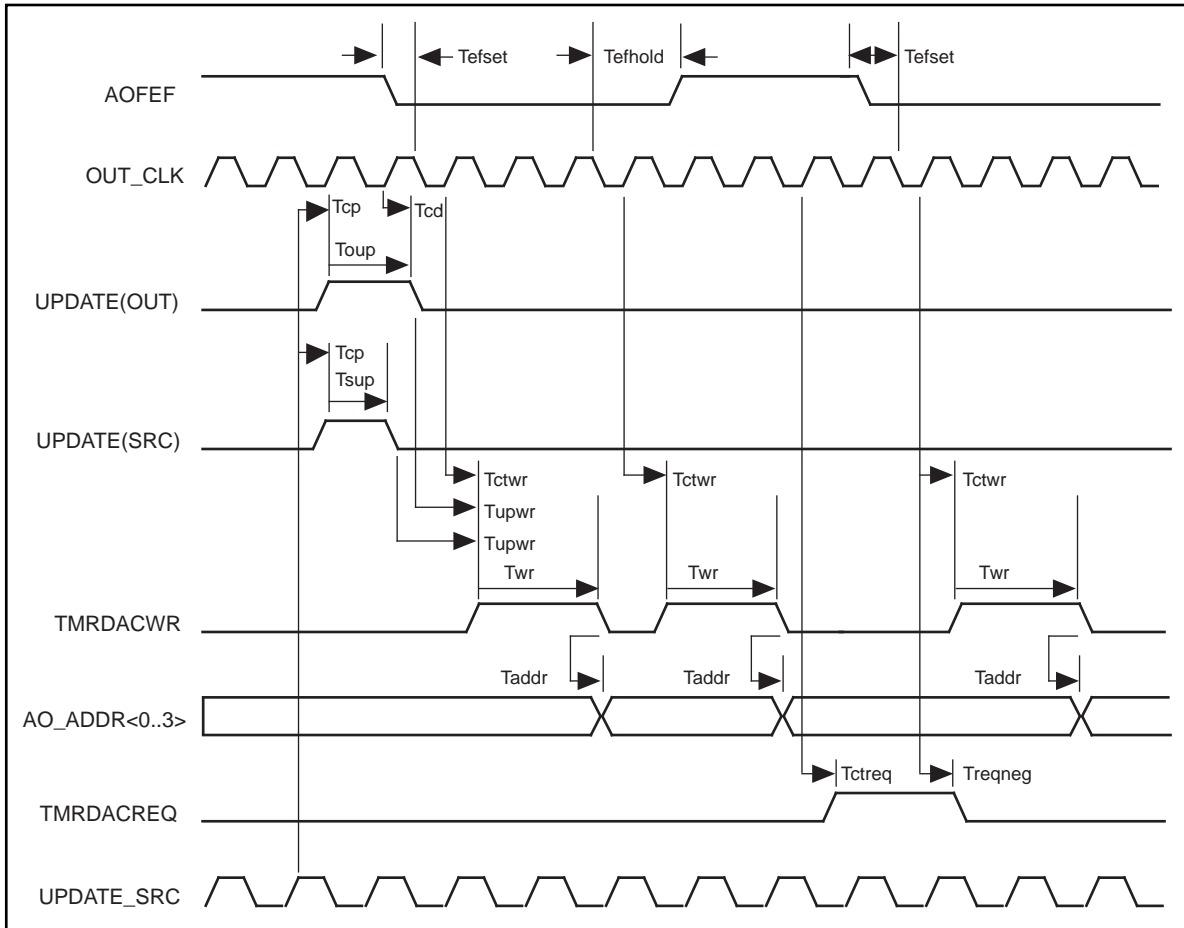 Tefset
Tefhold
Tefset
AOFEF
OUT_CLK
Tcp
Tcd
Toup
UPDATE(OUT)
Tcp
Tsup
UPDATE(SRC)
Tctwr
Tctwr
Tctwr
Tupwr
Tupwr
Twr
Twr
Twr
TMRDACWR
Taddr
Taddr
Taddr
AO_ADDR<0..3>
Tctreq
Treqneg
TMRDACREQ
UPDATE_SRC